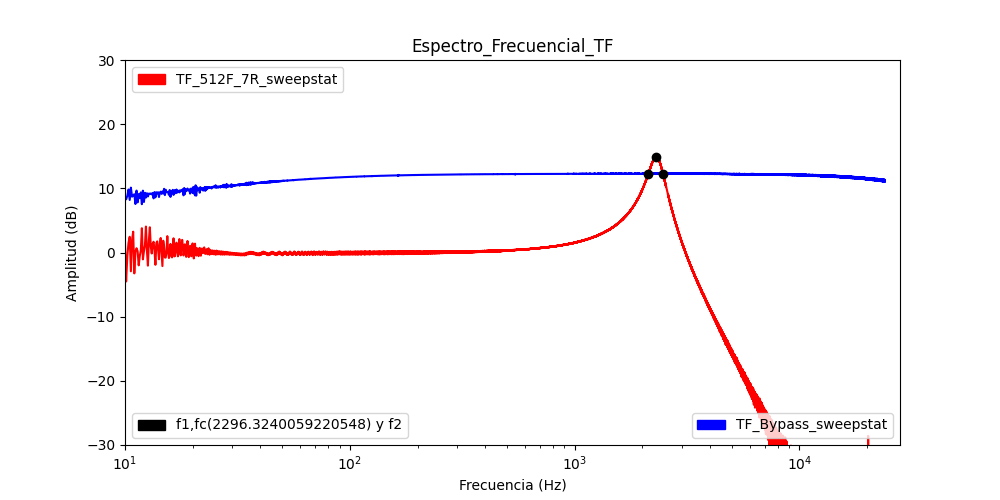 Espectro_Frecuencial_TF
TF_512F_7R_sweepstat
30
20
10
0
−10
−20
−30
Amplitud (dB)
f1,fc(2296.3240059220548) y f2
TF_Bypass_sweepstat
10¹
10²
10³
10⁴
Frecuencia (Hz)